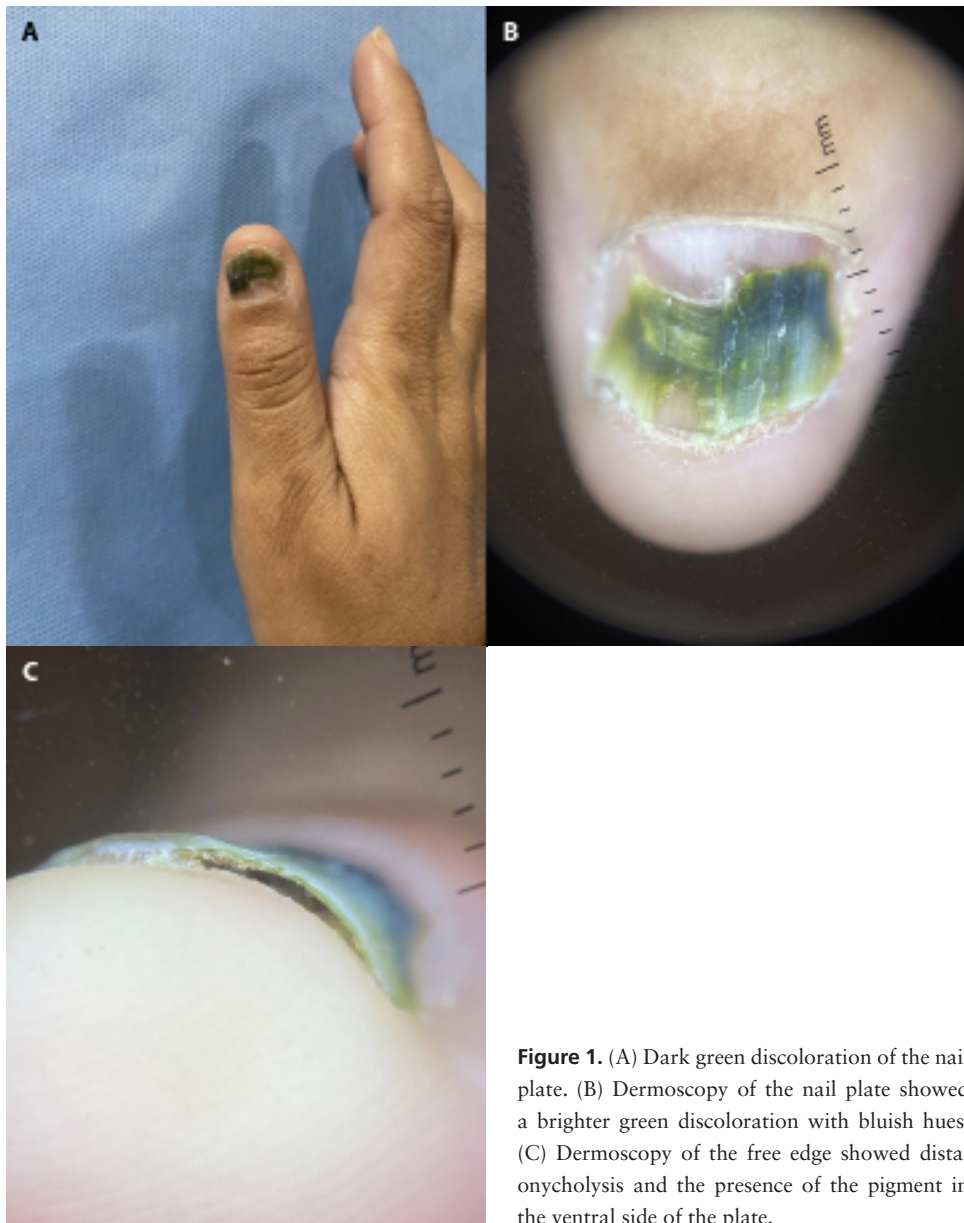 A
B
mm
C
m
Figure 1. (A) Dark green discoloration of the nai
plate. (B) Dermoscopy of the nail plate showed
a brighter green discoloration with bluish hues
(C) Dermoscopy of the free edge showed dista
onycholysis and the presence of the pigment in
the ventral side of the plate.